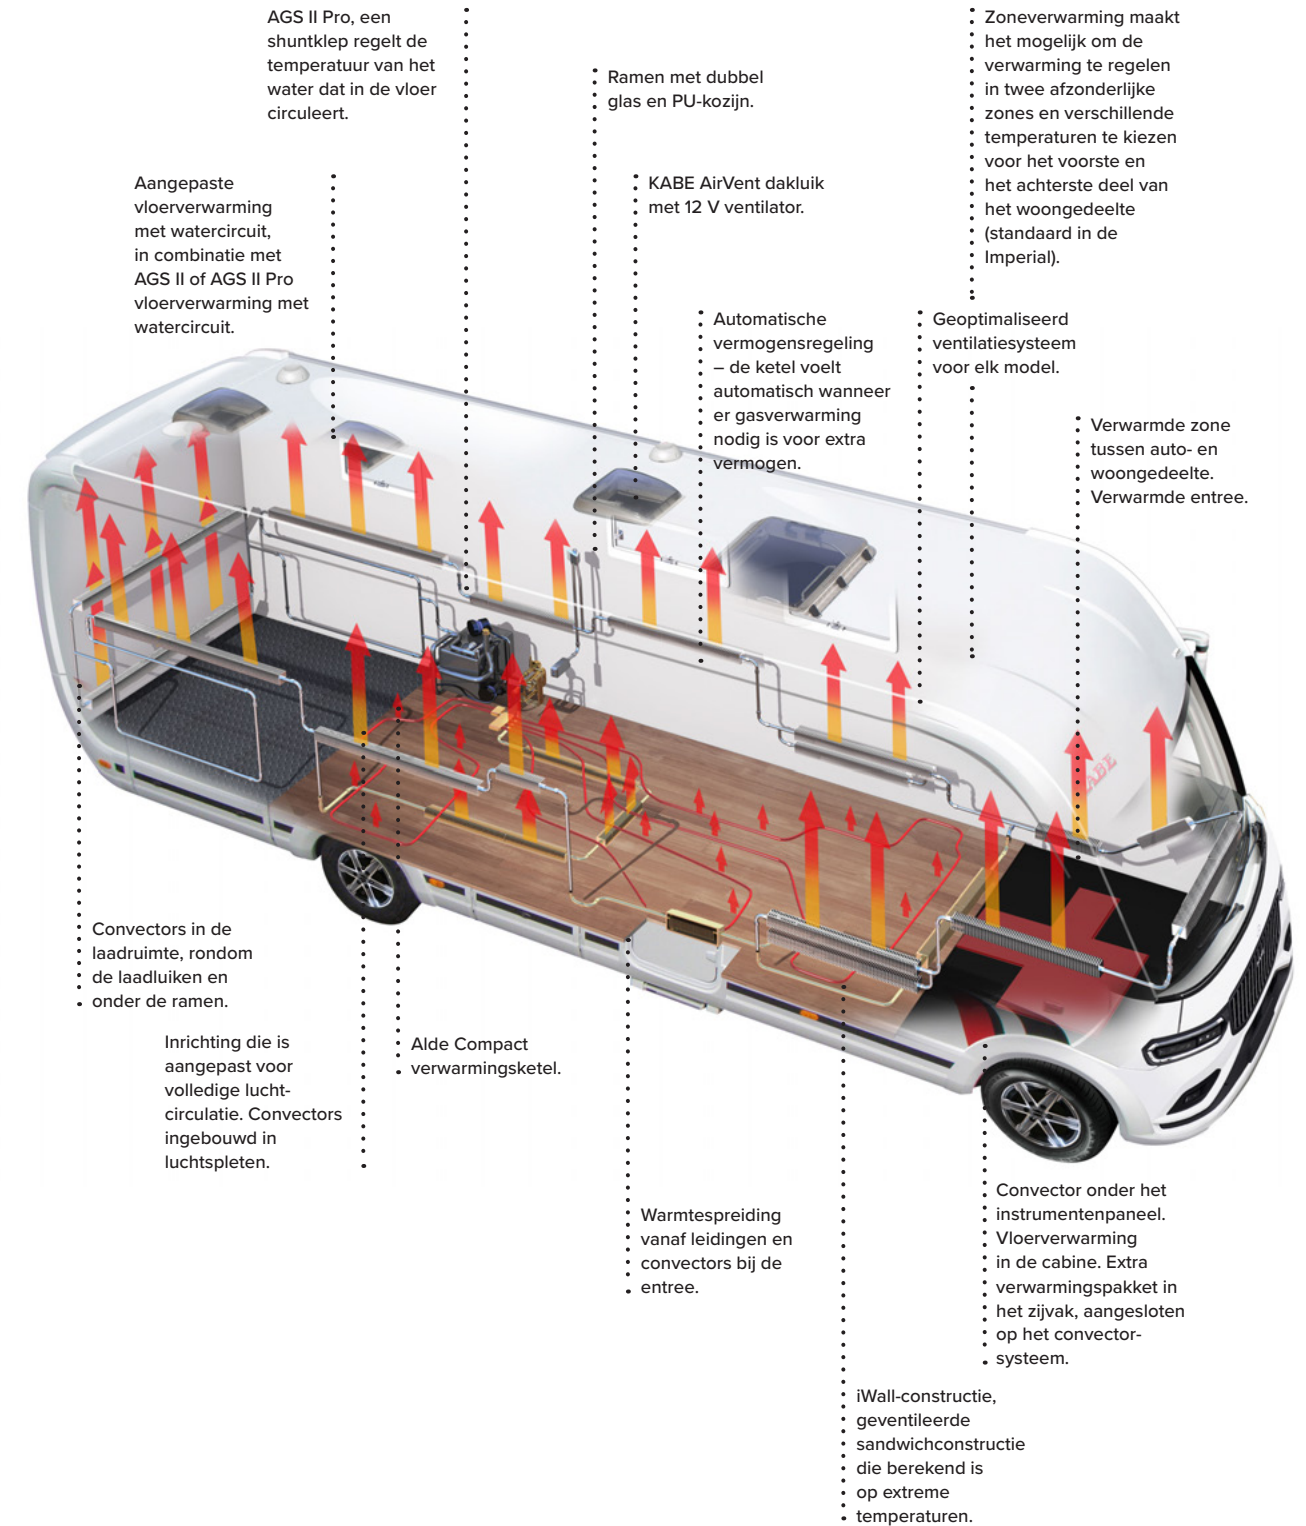 AGS II Pro, een
shuntklep regelt de
temperatuur van het
water dat in de vloer
circuleert.
Ramen met dubbel
glas en PU-kozijn.
Zoneverwarming maakt
het mogelijk om de
verwarming te regelen
in twee afzonderlijke
zones en verschillende
temperaturen te kiezen
voor het voorste en
het achterste deel van
het woongedeelte
(standaard in de
Imperial).
Aangepaste
vloerverwarming
met watercircuit,
in combinatie met
AGS II of AGS II Pro
vloerverwarming met
watercircuit.
KABE AirVent dakluik
met 12 V ventilator.
Automatische
vermogensregeling
– de ketel voelt
automatisch wanneer
er gasverwarming
nodig is voor extra
vermogen.
Geoptimaliseerd
ventilatiesysteem
voor elk model.
Verwarmde zone
tussen auto- en
woongedeelte.
Verwarmde entree.
Convectors in de
laadruimte, rondom
de laadluiken en
onder de ramen.
Inrichting die is
aangepast voor
volledige lucht-
circulatie. Convectors
ingebouwd in
luchtspleten.
Alde Compact
verwarmingsketel.
Warmtespreiding
vanaf leidingen en
convectors bij de
entree.
Convector onder het
instrumentenpaneel.
Vloerverwarming
in de cabine. Extra
verwarmingspakket in
het zijvak, aangesloten
op het convector-
systeem.
iWall-constructie,
geventileerde
sandwichconstructie
die berekend is
op extreme
temperaturen.